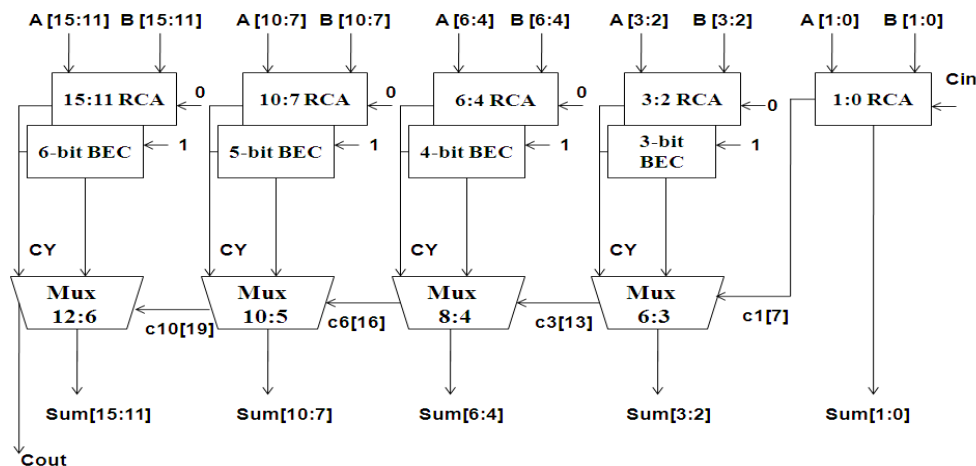 A [15:11] B [15:11] A [10:7] B [10:7] A [6:4] B [6:4] A [3:2] B [3:2] A [1:0] B [1:0]
15:11 RCA 0 10:7 RCA 0 6:4 RCA 0 3:2 RCA 0 1:0 RCA Cin
6-bit BEC 1 5-bit BEC 1 4-bit BEC 1 3-bit 1
BEC
CY CY CY CY
Mux Mux Mux Mux
12:6 10:5 8:4 6:3
c10[19] c6[16] c3[13] c1[7]
Sum[15:11] Sum[10:7] Sum[6:4] Sum[3:2] Sum[1:0]
Cout